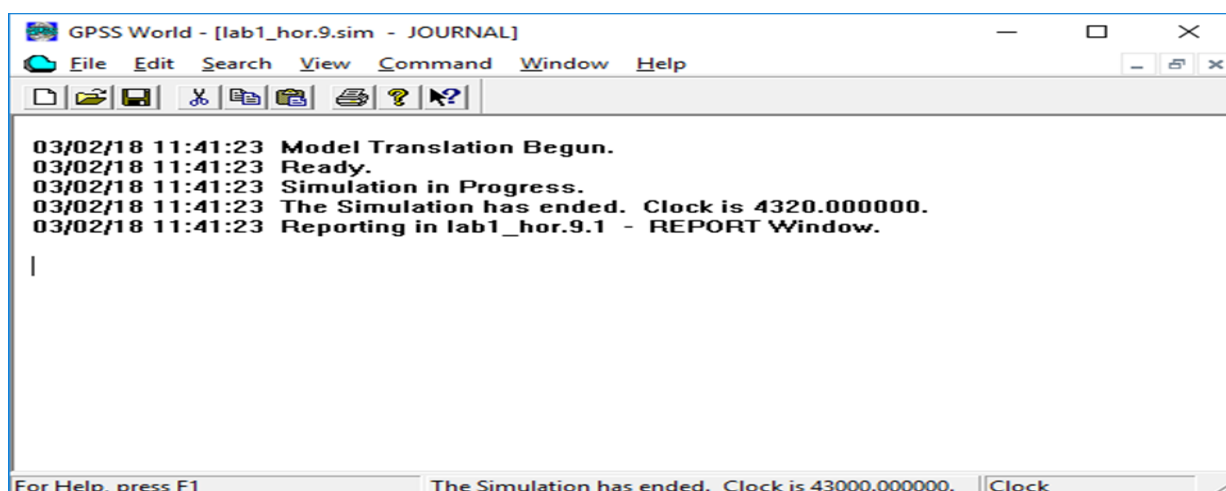 GPSS World - [lab1_hor.9.sim - JOURNAL]
File Edit Search View Command Window Help
03/02/18 11:41:23 Model Translation Begun.
03/02/18 11:41:23 Ready.
03/02/18 11:41:23 Simulation in Progress.
03/02/18 11:41:23 The Simulation has ended. Clock is 4320.000000.
03/02/18 11:41:23 Reporting in lab1_hor.9.1 - REPORT Window.
For Help, press F1 The Simulation has ended. Clock is 43000.000000. Clock